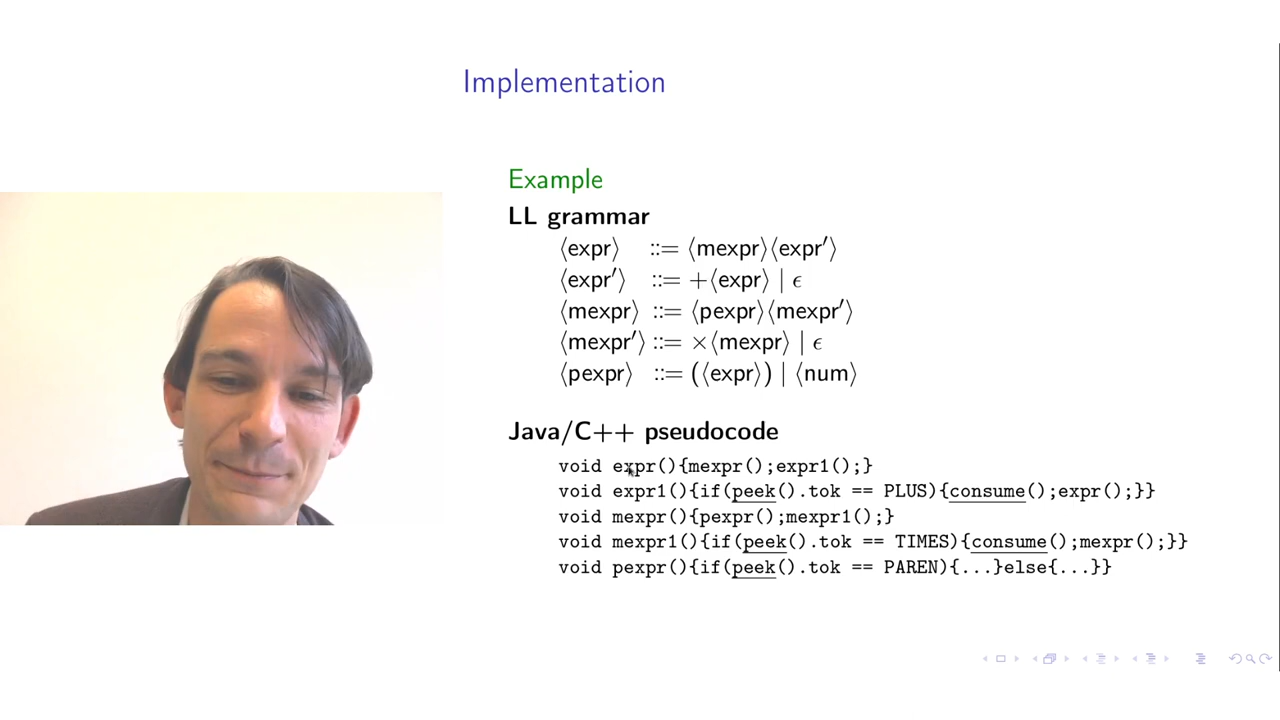 Implementation
Example
LL grammar
⟨expr⟩ ::= ⟨mexpr⟩⟨expr′⟩
⟨expr′⟩ ::= +⟨expr⟩ | ϵ
⟨mexpr⟩ ::= ⟨pexpr⟩⟨mexpr′⟩
⟨mexpr′⟩ ::= ×⟨mexpr⟩ | ϵ
⟨pexpr⟩ ::= (⟨expr⟩) | ⟨num⟩
Java/C++ pseudocode
void expr(){mexpr();expr1();}
void expr1(){if(peek().tok == PLUS){consume();expr();}}
void mexpr(){pexpr();mexpr1();}
void mexpr1(){if(peek().tok == TIMES){consume();mexpr();}}
void pexpr(){if(peek().tok == PAREN){...}else{...}}